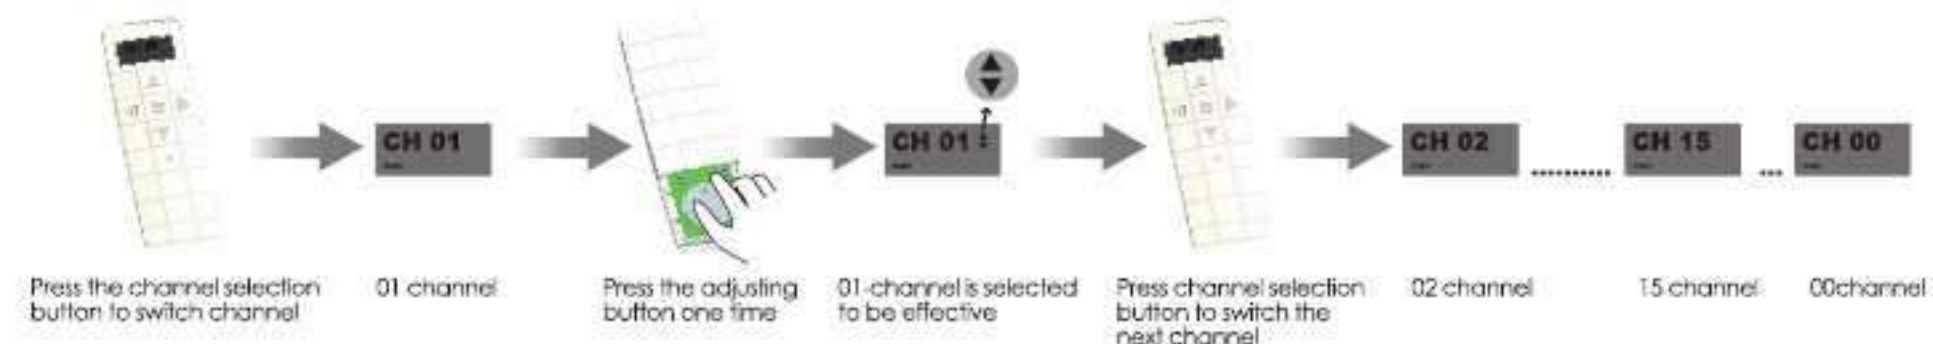 CH 01
CH 01
CH 02
CH 15
CH 00
Press the channel selection
button to switch channel
01 channel
Press the adjusting
button one time
01-channel is selected
to be effective
Press channel selection
button to switch the
next channel
02 channel
15 channel
00channel